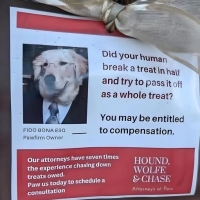 Did your human
break a treat in half
and try to pass it off
as a whole treat?
FIDO BONA ESQ.
Pawfirm Owner
You may be entitled
to compensation.
Our attorneys have seven times
the experience chasing down
treats owed.
Paw us today to schedule a
consultation
HOUND,
WOLFE
& CHASE
Attorneys at Paw